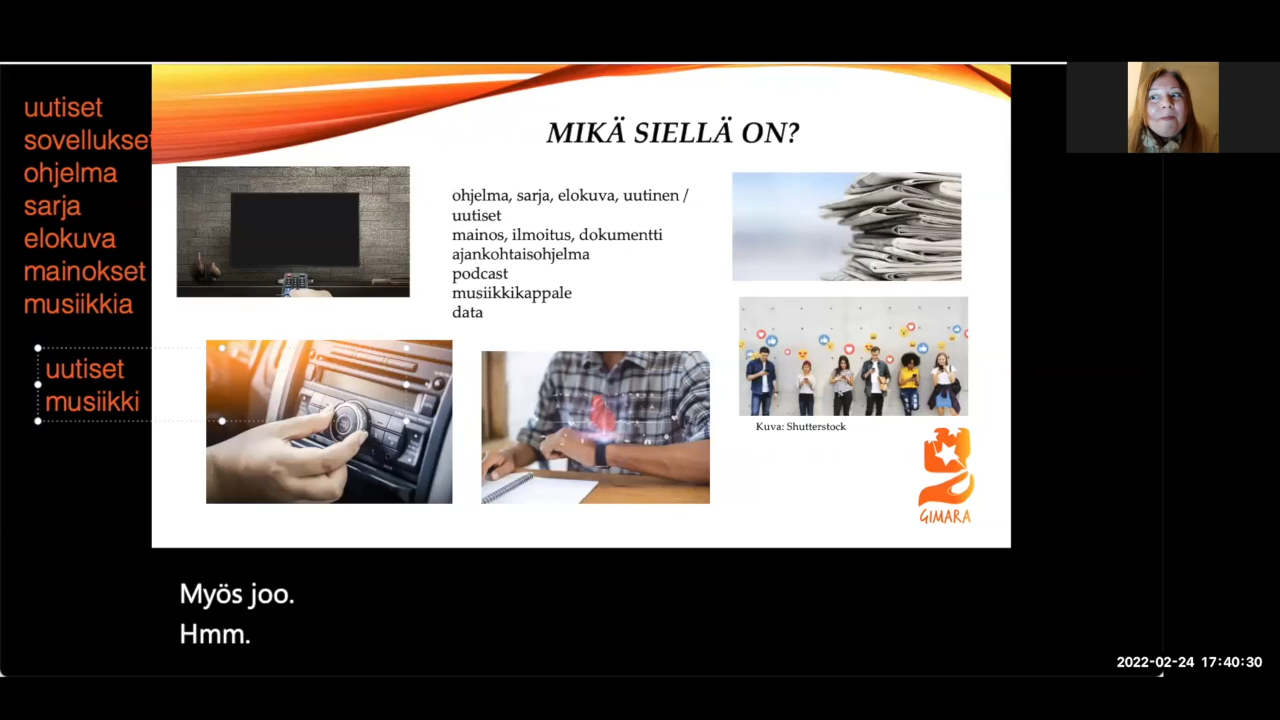 uutiset
sovellukset
ohjelma
sarja
elokuva
mainokset
musiikkia
uutiset
musiikki
MIKÄ SIELLÄ ON?
ohjelma, sarja, elokuva, uutinen /
uutiset
mainos, ilmoitus, dokumentti
ajankohtaisohjelma
podcast
musiikkikappale
data
Kuva: Shutterstock
GIMARA
Myös joo.
Hmm.
2022-02-24 17:40:30